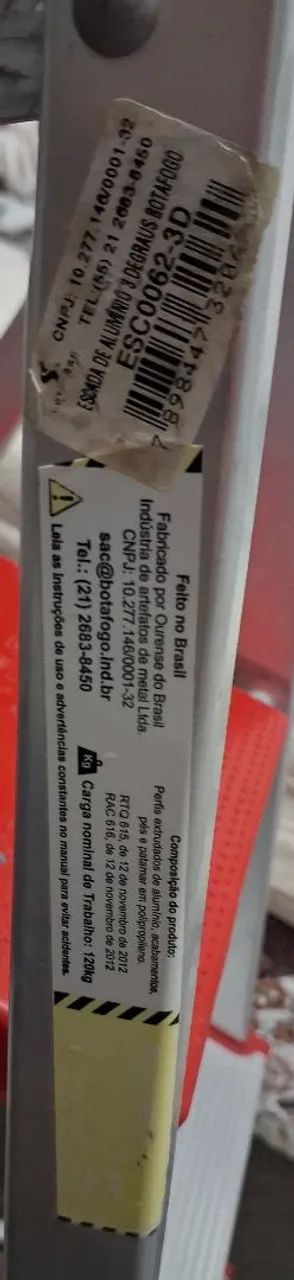 CNPJ: 10.277.146/0001-32
TEL.(55) 21 2683-8450
ESCADA DE ALUMÍNIO 3 DEGRAUS BOTAFOGO
ESC0062-3D
7 898447 320
Feito no Brasil
Fabricado por Ourense do Brasil
Indústria de artefatos de metal Ltda.
CNPJ: 10.277.146/0001-32
sac@botafogo.ind.br
Tel.: (21) 2683-8450
Composição do produto:
Perfis extrudados de alumínio, acabamentos,
pés e patamar em polipropileno.
RTQ 615, de 12 de novembro de 2012
RAC 616, de 12 de novembro de 2012
KG Carga nominal de Trabalho: 120kg
Leia as Instruções de uso e advertências constantes no manual para evitar acidentes.